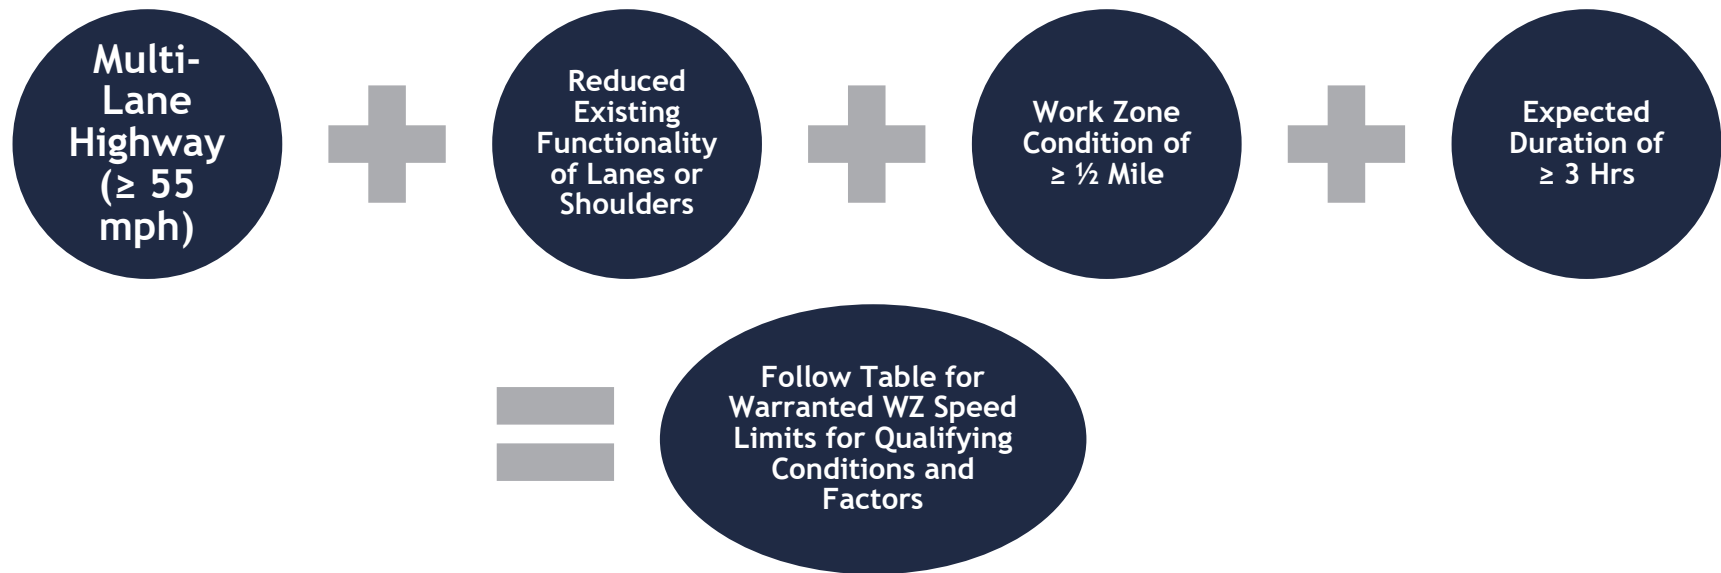 Multi-
Lane
Highway
(≥ 55
mph)
Reduced
Existing
Functionality
of Lanes or
Shoulders
Work Zone
Condition of
≥ ½ Mile
Expected
Duration of
≥ 3 Hrs
Follow Table for
Warranted WZ Speed
Limits for Qualifying
Conditions and
Factors